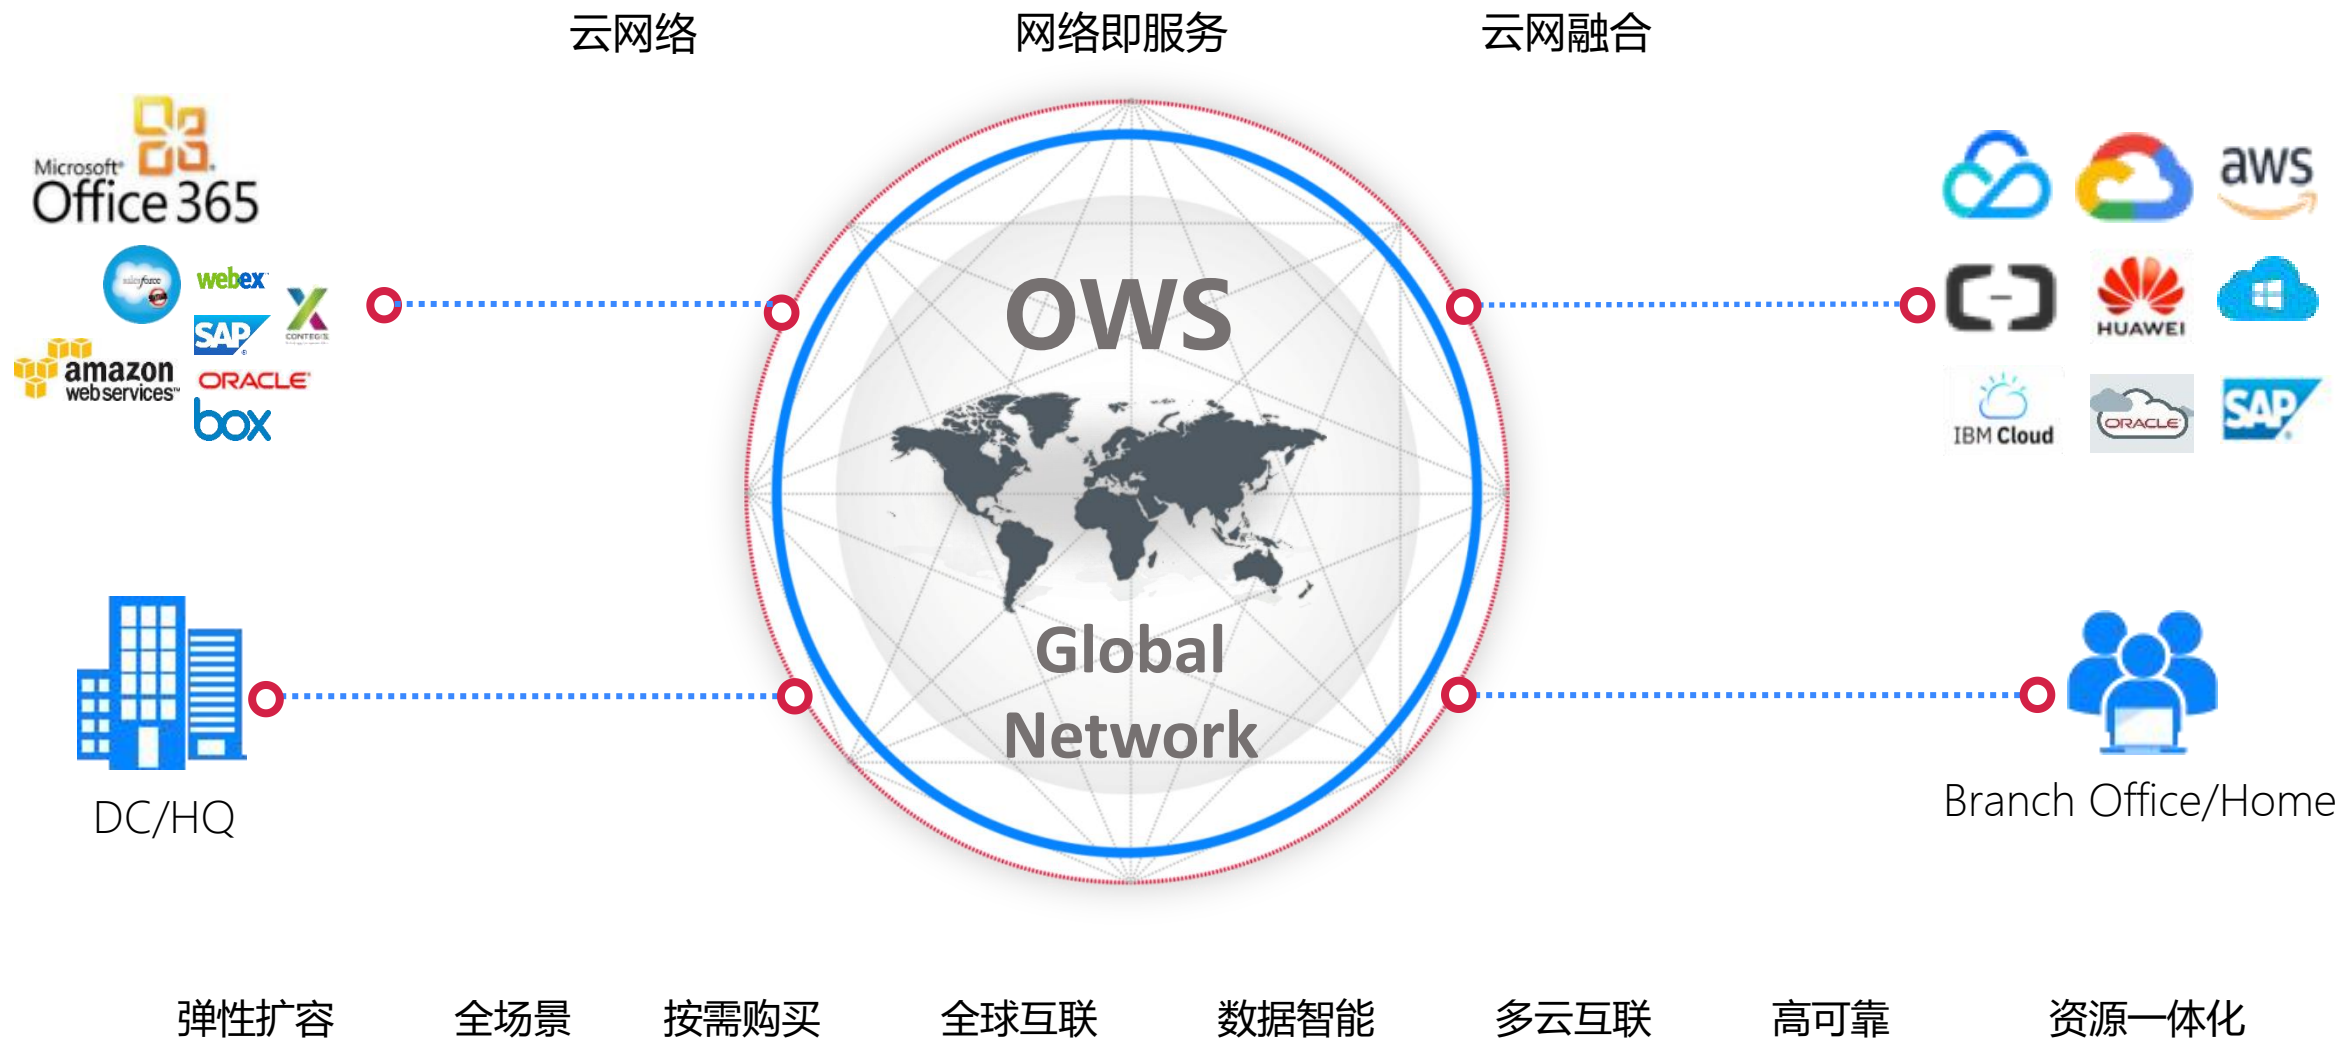 云网络
网络即服务
云网融合
Microsoft®
Office 365
salesforce
webex
CONTEGIX
SAP
®
amazon
web services™
ORACLE®
box
OWS
Global
Network
aws
HUAWEI
IBM Cloud
ORACLE
SAP
DC/HQ
Branch Office/Home
弹性扩容
全场景
按需购买
全球互联
数据智能
多云互联
高可靠
资源一体化